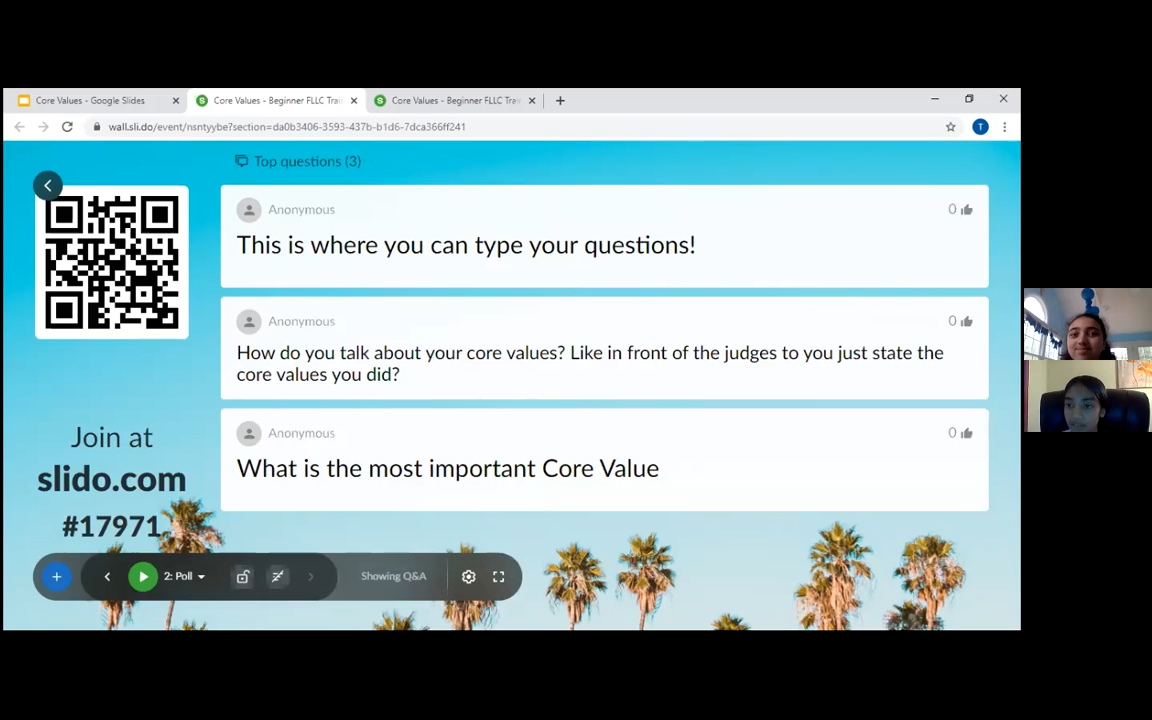 Core Values - Google Slides
Core Values - Beginner FLLC Trai
Core Values - Beginner FLLC Trai
wall.sli.do/event/nsntyybe?section=da0b3406-3593-437b-b1d6-7dca366ff241
T
Top questions (3)
Anonymous
0
This is where you can type your questions!
Anonymous
0
How do you talk about your core values? Like in front of the judges to you just state the
core values you did?
Anonymous
0
What is the most important Core Value
Join at
slido.com
#17971
2: Poll
Showing Q&A